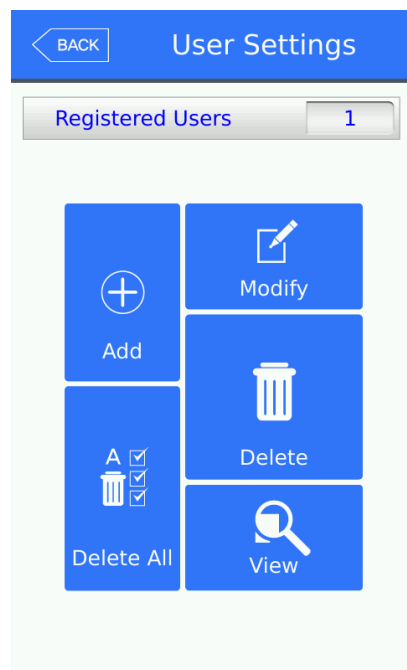 BACK
User Settings
Registered Users 1
Add
Modify
Delete
A
Delete All
View